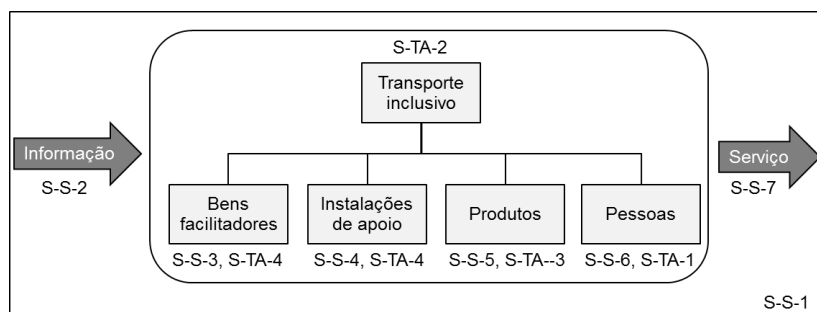 S-TA-2
Transporte
inclusivo
Informação
S-S-2
Serviço
S-S-7
Bens
facilitadores
Instalações
de apoio
Produtos
Pessoas
S-S-3, S-TA-4
S-S-4, S-TA-4
S-S-5, S-TA--3
S-S-6, S-TA-1
S-S-1